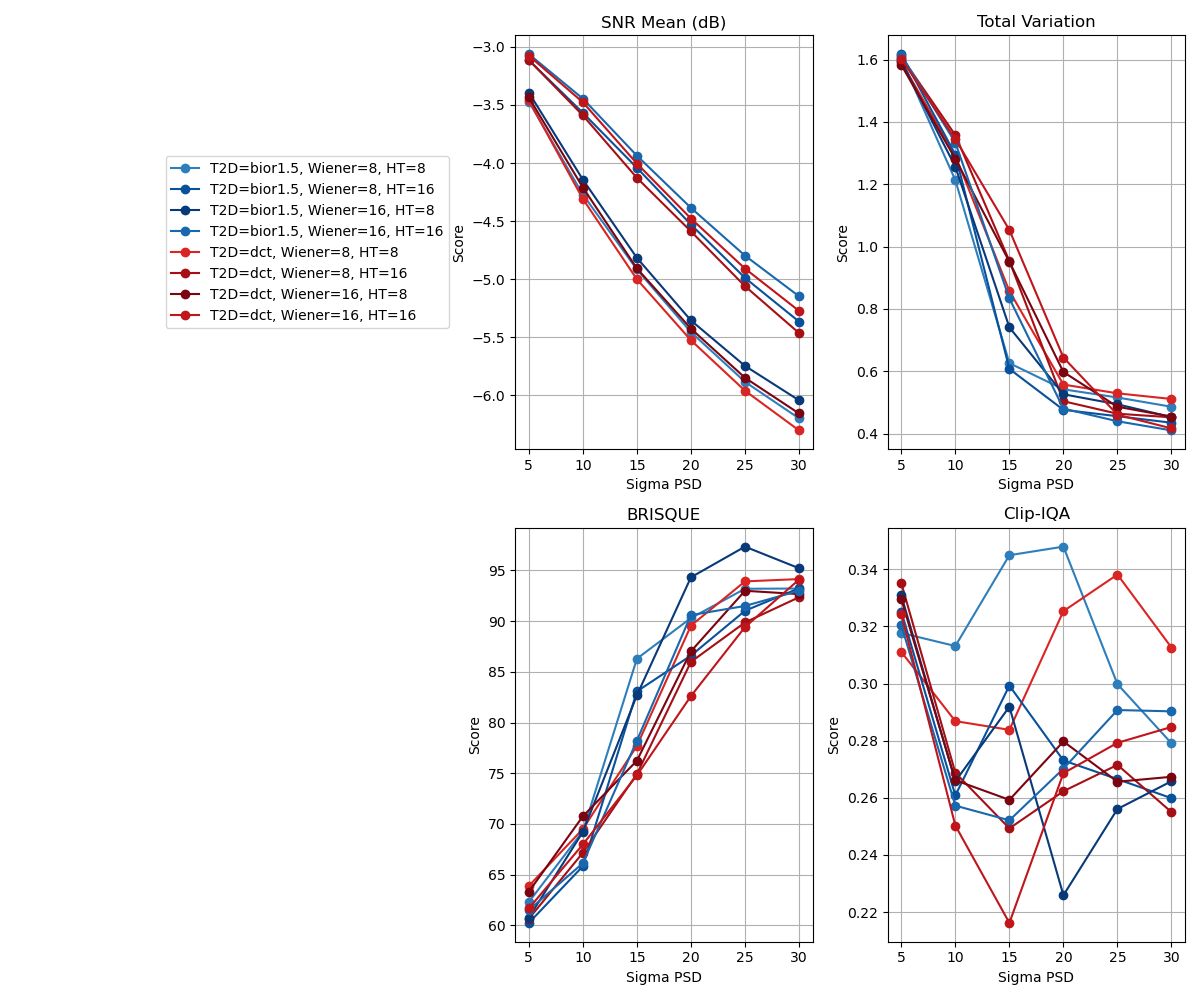 SNR Mean (dB)
Total Variation
T2D=bior1.5, Wiener=8, HT=8
T2D=bior1.5, Wiener=8, HT=16
T2D=bior1.5, Wiener=16, HT=8
T2D=bior1.5, Wiener=16, HT=16
T2D=dct, Wiener=8, HT=8
T2D=dct, Wiener=8, HT=16
T2D=dct, Wiener=16, HT=8
T2D=dct, Wiener=16, HT=16
Score
−3.0
−3.5
−4.0
−4.5
−5.0
−5.5
−6.0
5 10 15 20 25 30
Sigma PSD
Score
1.6
1.4
1.2
1.0
0.8
0.6
0.4
5 10 15 20 25 30
Sigma PSD
BRISQUE
Score
95
90
85
80
75
70
65
60
5 10 15 20 25 30
Sigma PSD
Clip-IQA
Score
0.34
0.32
0.30
0.28
0.26
0.24
0.22
5 10 15 20 25 30
Sigma PSD